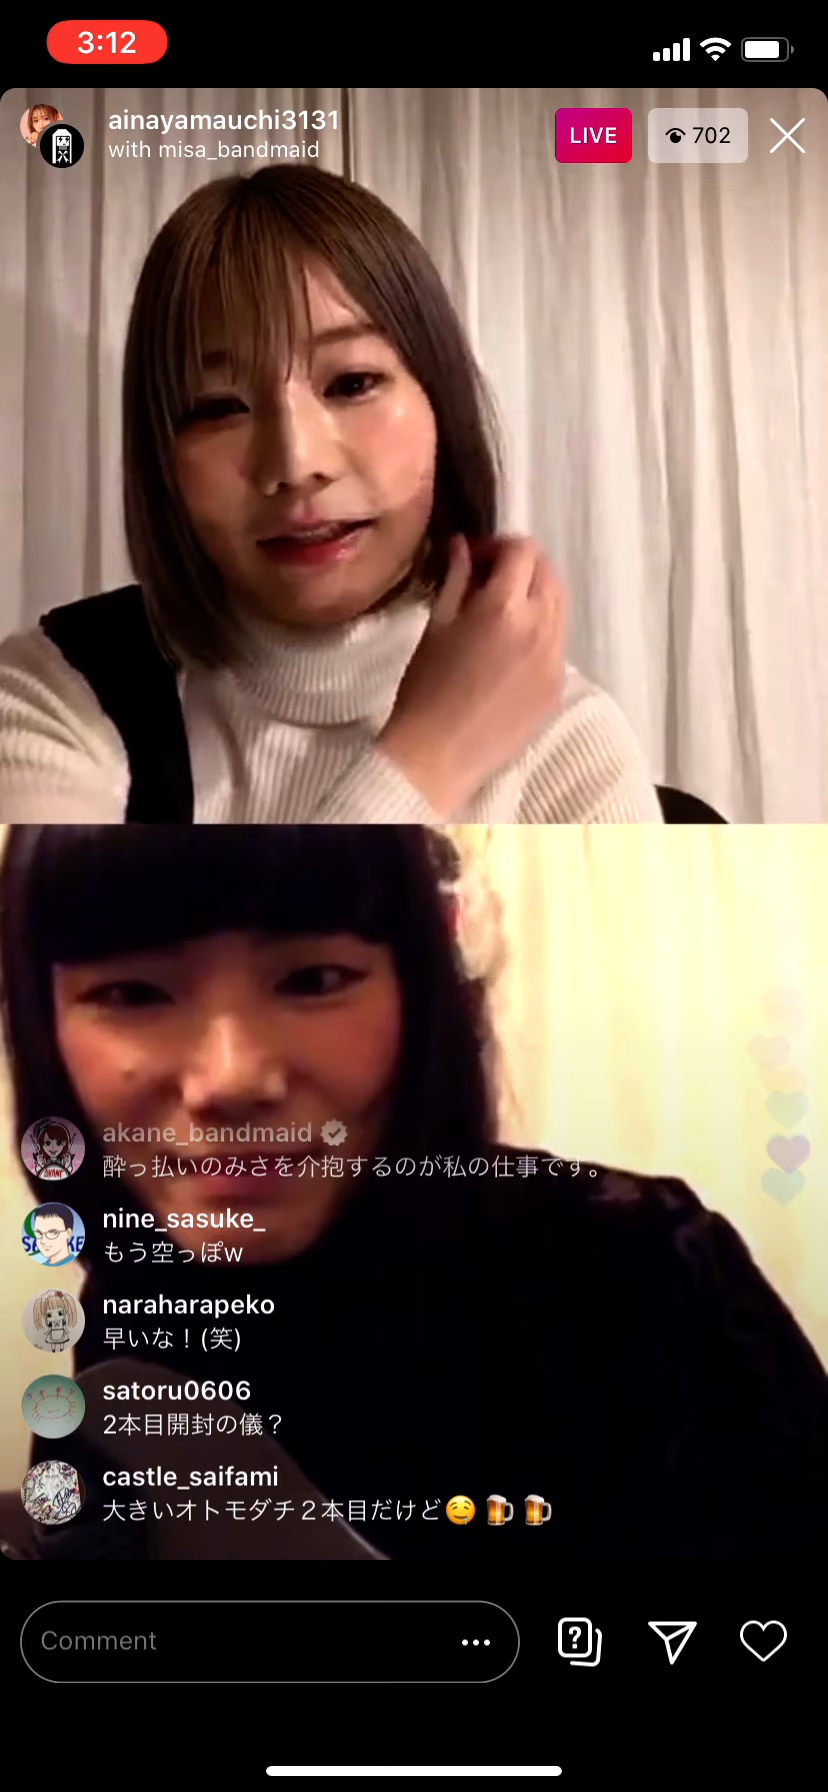 3:12
ainayamauchi3131
with misa_bandmaid
LIVE
702
akane_bandmaid
酔っ払いのみさを介抱するのが私の仕事です。
nine_sasuke_
もう空っぽw
naraharapeko
早いな！(笑)
satoru0606
2本目開封の儀？
castle_saifami
大きいオトモダチ２本目だけど🤤🍻🍻
Comment